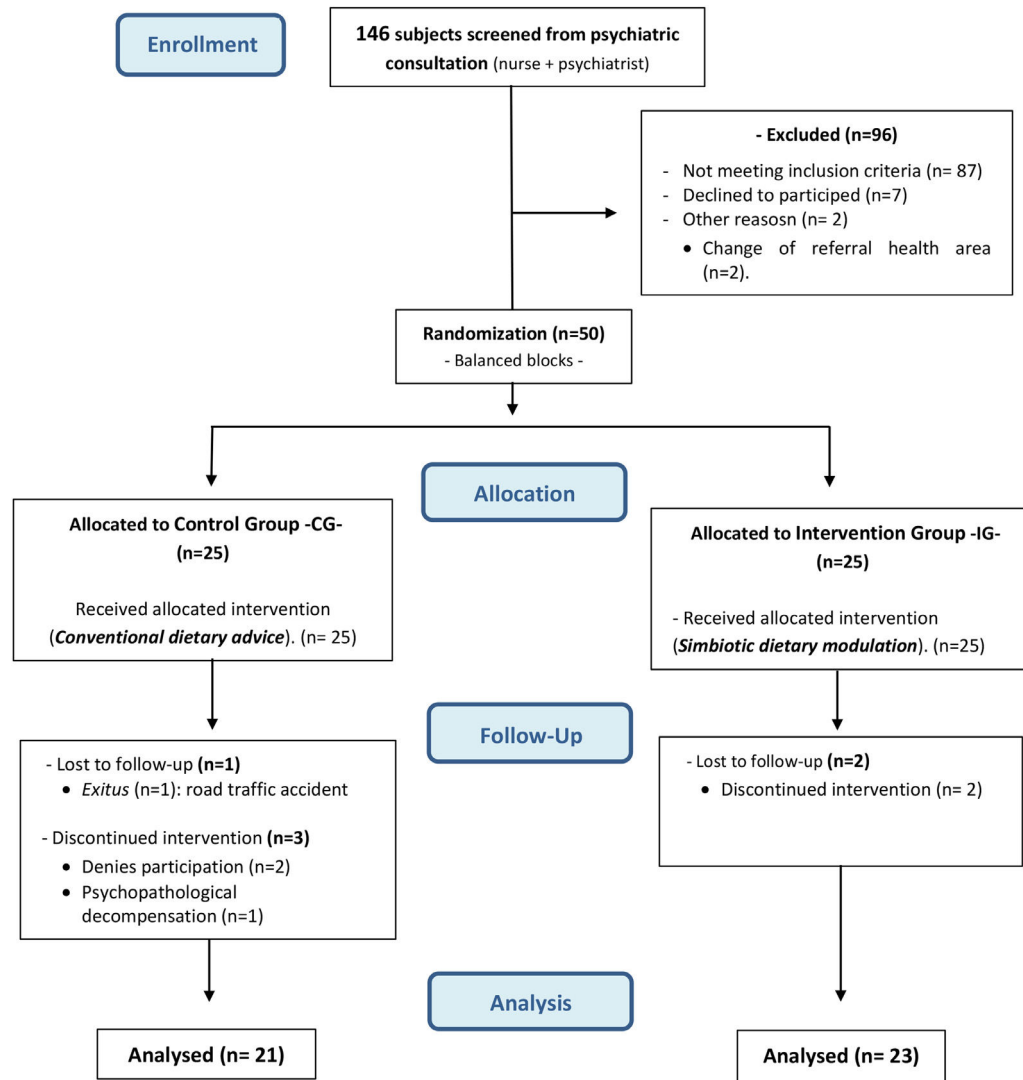 Enrollment
146 subjects screened from psychiatric
consultation (nurse + psychiatrist)
- Excluded (n=96)
- Not meeting inclusion criteria (n= 87)
- Declined to participed (n=7)
- Other reasosn (n= 2)
• Change of referral health area
(n=2).
Randomization (n=50)
- Balanced blocks -
Allocation
Allocated to Control Group -CG-
(n=25)
Received allocated intervention
(Conventional dietary advice). (n= 25)
Allocated to Intervention Group -IG-
(n=25)
- Received allocated intervention
(Simbiotic dietary modulation). (n=25)
Follow-Up
- Lost to follow-up (n=1)
• Exitus (n=1): road traffic accident
- Discontinued intervention (n=3)
• Denies participation (n=2)
• Psychopathological
decompensation (n=1)
- Lost to follow-up (n=2)
• Discontinued intervention (n= 2)
Analysis
Analysed (n= 21)
Analysed (n= 23)